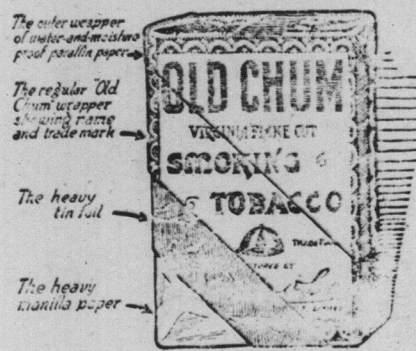 The outer wrapper
of water-and-moisture
proof paraffin paper
The regular "Old
Chum" wrapper
showing name
and trade mark
The heavy
tin foil
The heavy
manilla paper
OLD CHUM
VIRGINIA FLAKE CUT
SMOKING
TOBACCO
TRADE